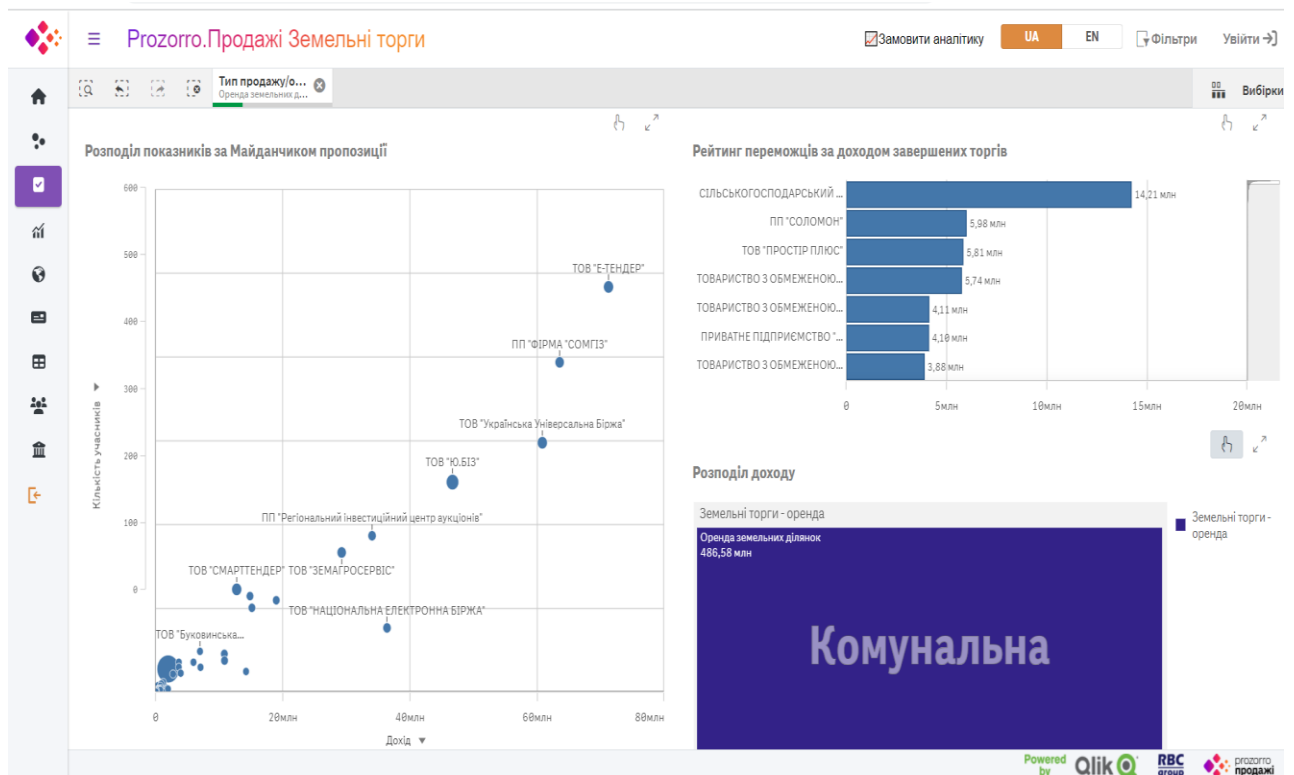 Prozorro.Продажі Земельні торги
Замовити аналітику
UA
EN
Фільтри
Увійти
Тип продажу/о...
Оренда земельних д...
Вибірки
Розподіл показників за Майданчиком пропозиції
600
500
400
300
200
100
0
Кількість учасників
ТОВ "Е-ТЕНДЕР"
ПП "ФІРМА "СОМГІЗ"
ТОВ "Українська Універсальна Біржа"
ТОВ "Ю.БІЗ"
ПП "Регіональний інвестиційний центр аукціонів"
ТОВ "СМАРТТЕНДЕР"
ТОВ "ЗЕМАГРОСЕРВІС"
ТОВ "НАЦІОНАЛЬНА ЕЛЕКТРОННА БІРЖА"
ТОВ "Буковинська...
0
20млн
40млн
60млн
80млн
Дохід
Рейтинг переможців за доходом завершених торгів
СІЛЬСЬКОГОСПОДАРСЬКИЙ ...
14,21 млн
ПП "СОЛОМОН"
5,98 млн
ТОВ "ПРОСТІР ПЛЮС"
5,81 млн
ТОВАРИСТВО З ОБМЕЖЕНОЮ...
5,74 млн
ТОВАРИСТВО З ОБМЕЖЕНОЮ...
4,11 млн
ПРИВАТНЕ ПІДПРИЄМСТВО "...
4,10 млн
ТОВАРИСТВО З ОБМЕЖЕНОЮ...
3,88 млн
0
5млн
10млн
15млн
20млн
Розподіл доходу
Земельні торги - оренда
Оренда земельних ділянок
486,58 млн
Комунальна
Земельні торги -
оренда
Powered
by
Qlik
RBC
group
prozorro
продажі